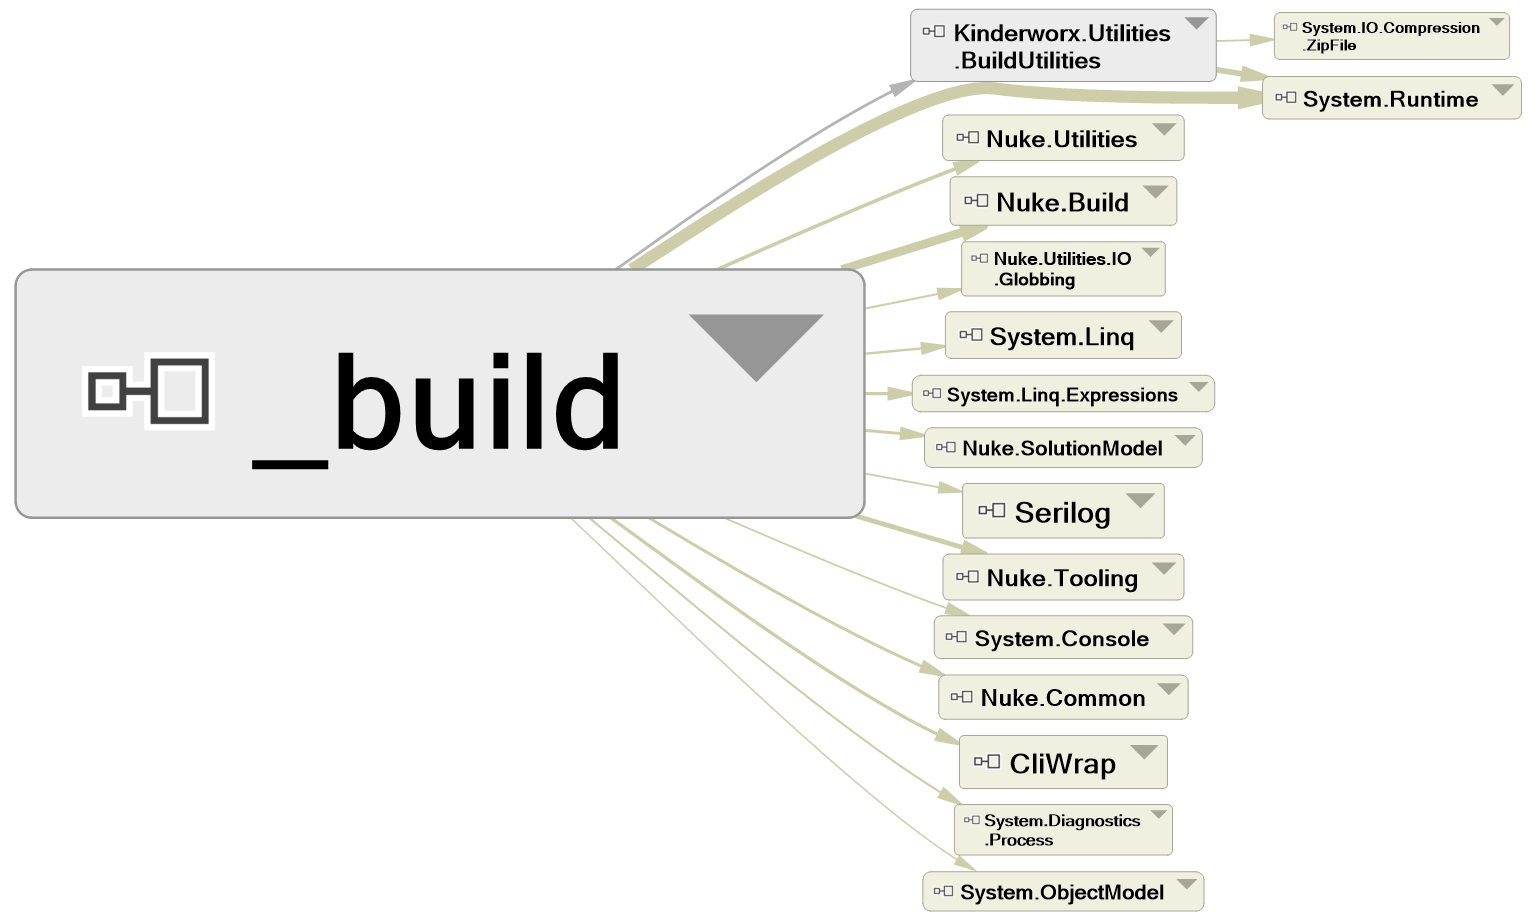 Kinderworx.Utilities
.BuildUtilities
System.IO.Compression
.ZipFile
System.Runtime
Nuke.Utilities
Nuke.Build
Nuke.Utilities.IO
.Globbing
System.Linq
_build
System.Linq.Expressions
Nuke.SolutionModel
Serilog
Nuke.Tooling
System.Console
Nuke.Common
CliWrap
System.Diagnostics
.Process
System.ObjectModel